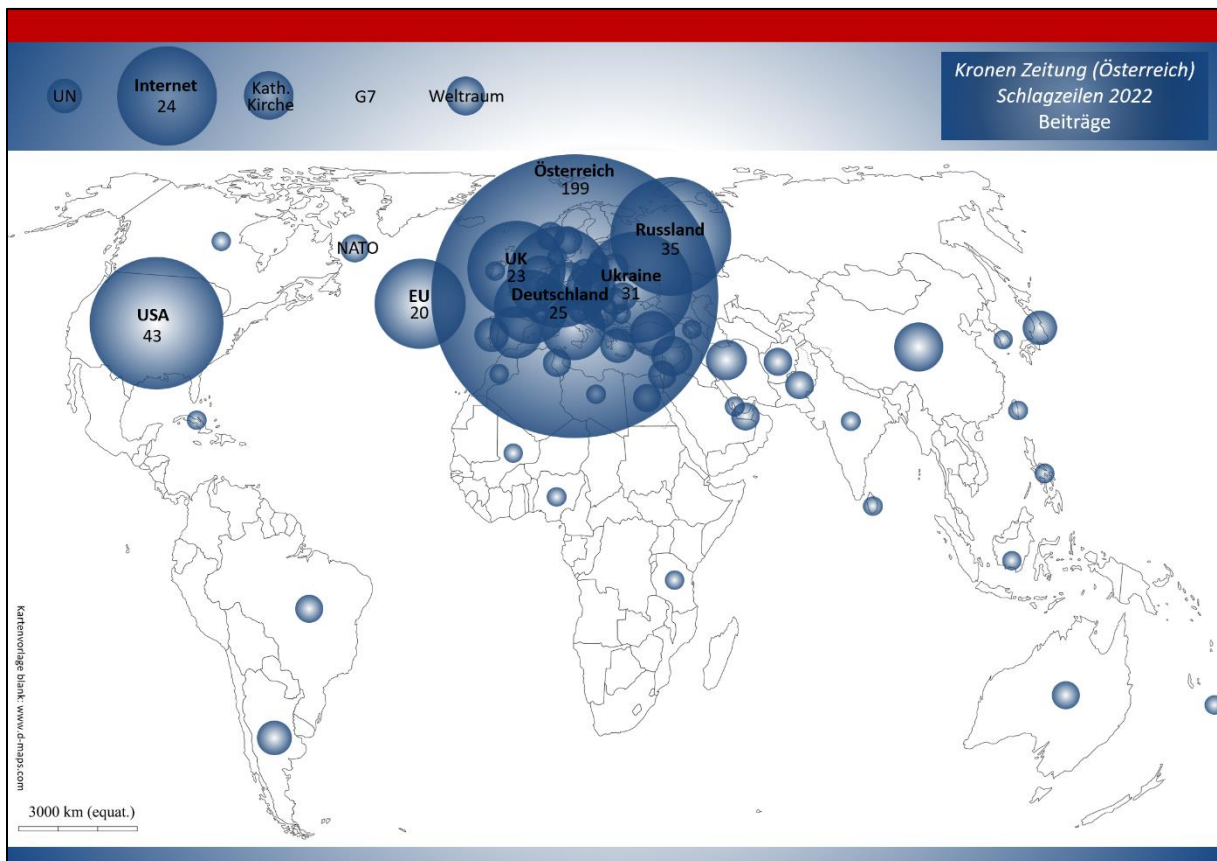 UN
Internet
24
Kath.
Kirche
G7
Weltraum
Kronen Zeitung (Österreich)
Schlagzeilen 2022
Beiträge
Österreich
199
Russland
35
NATO
UK
23
Ukraine
31
EU
20
Deutschland
25
USA
43
Kartenvorlage blank: www.d-maps.com
3000 km (equat.)